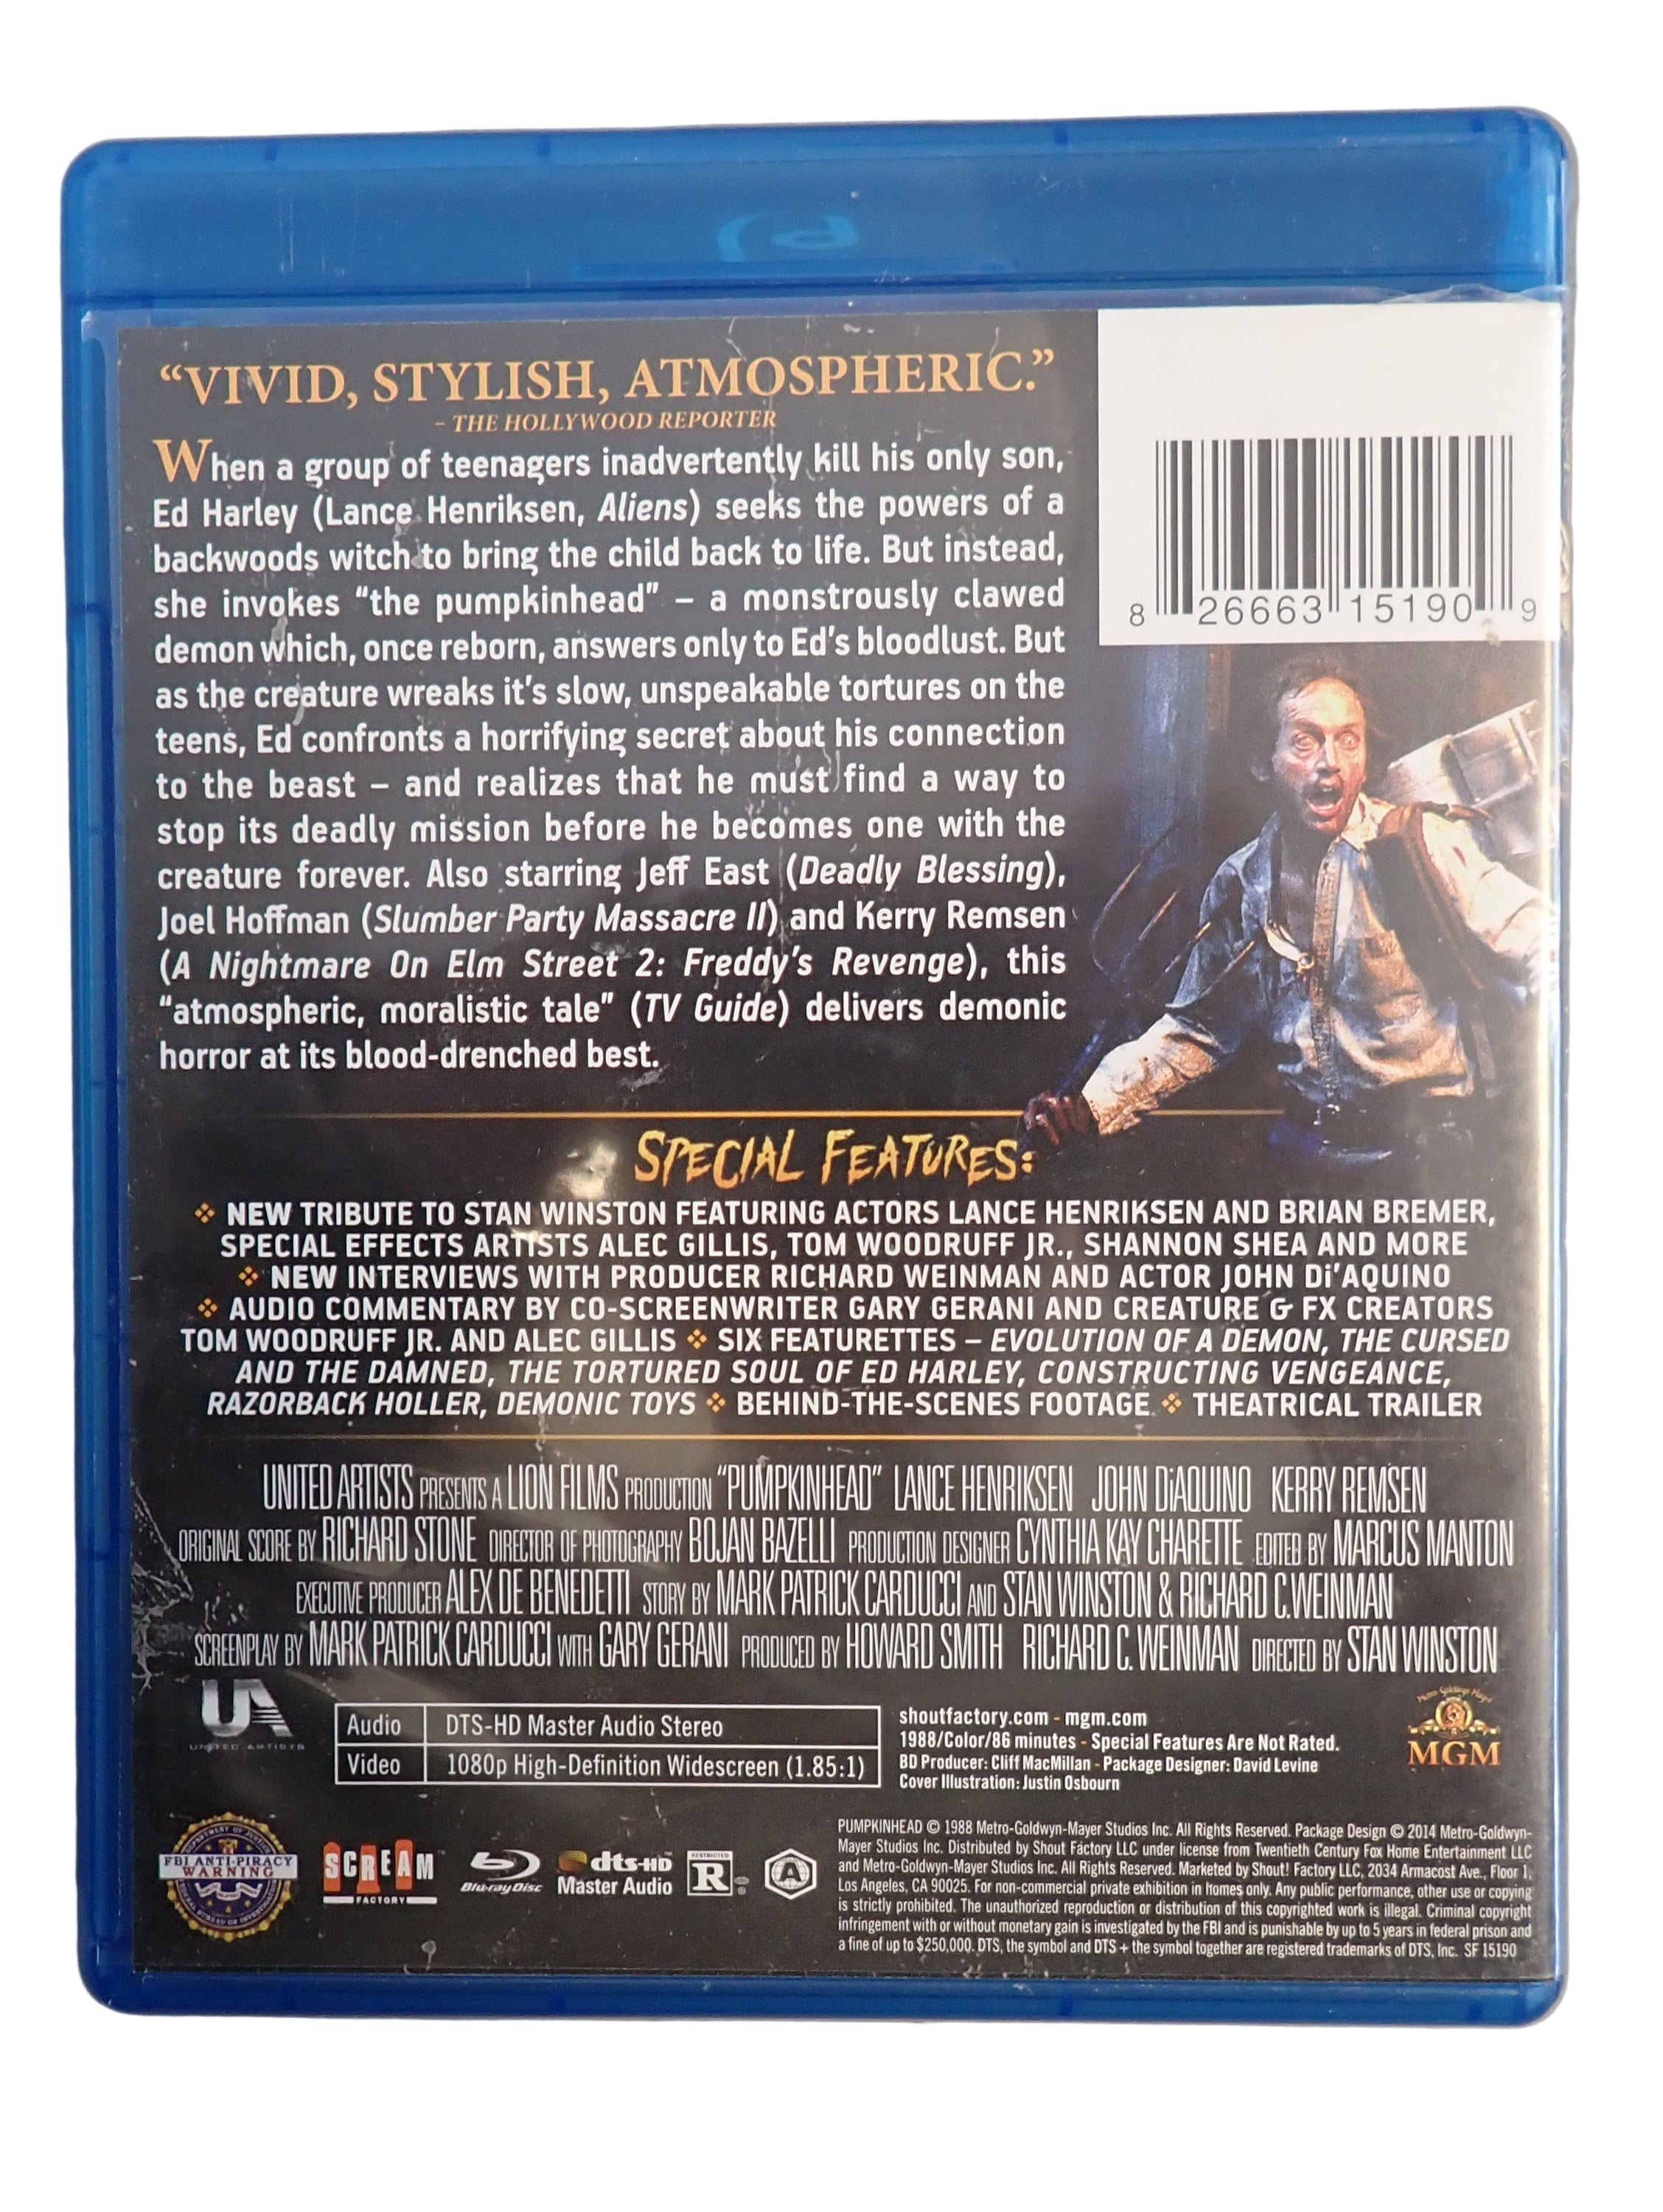 “VIVID, STYLISH, ATMOSPHERIC.”
- THE HOLLYWOOD REPORTER
When a group of teenagers inadvertently kill his only son,
Ed Harley (Lance Henriksen, Aliens) seeks the powers of a
backwoods witch to bring the child back to life. But instead,
she invokes “the pumpkinhead” – a monstrously clawed
demon which, once reborn, answers only to Ed’s bloodlust. But
as the creature wreaks it’s slow, unspeakable tortures on the
teens, Ed confronts a horrifying secret about his connection
to the beast – and realizes that he must find a way to
stop its deadly mission before he becomes one with the
creature forever. Also starring Jeff East (Deadly Blessing),
Joel Hoffman (Slumber Party Massacre II) and Kerry Remsen
(A Nightmare On Elm Street 2: Freddy’s Revenge), this
“atmospheric, moralistic tale” (TV Guide) delivers demonic
horror at its blood-drenched best.
8 26663 15190 9
SPECIAL FEATURES:
❖ NEW TRIBUTE TO STAN WINSTON FEATURING ACTORS LANCE HENRIKSEN AND BRIAN BREMER,
SPECIAL EFFECTS ARTISTS ALEC GILLIS, TOM WOODRUFF JR., SHANNON SHEA AND MORE
❖ NEW INTERVIEWS WITH PRODUCER RICHARD WEINMAN AND ACTOR JOHN Di’AQUINO
❖ AUDIO COMMENTARY BY CO-SCREENWRITER GARY GERANI AND CREATURE & FX CREATORS
TOM WOODRUFF JR. AND ALEC GILLIS ❖ SIX FEATURETTES – EVOLUTION OF A DEMON, THE CURSED
AND THE DAMNED, THE TORTURED SOUL OF ED HARLEY, CONSTRUCTING VENGEANCE,
RAZORBACK HOLLER, DEMONIC TOYS ❖ BEHIND-THE-SCENES FOOTAGE ❖ THEATRICAL TRAILER
UNITED ARTISTS PRESENTS A LION FILMS PRODUCTION “PUMPKINHEAD” LANCE HENRIKSEN JOHN DiAQUINO KERRY REMSEN
ORIGINAL SCORE BY RICHARD STONE DIRECTOR OF PHOTOGRAPHY BOJAN BAZELLI PRODUCTION DESIGNER CYNTHIA KAY CHARETTE EDITED BY MARCUS MANTON
EXECUTIVE PRODUCER ALEX DE BENEDETTI STORY BY MARK PATRICK CARDUCCI AND STAN WINSTON & RICHARD C.WEINMAN
SCREENPLAY BY MARK PATRICK CARDUCCI WITH GARY GERANI PRODUCED BY HOWARD SMITH RICHARD C. WEINMAN DIRECTED BY STAN WINSTON
UA
UNITED ARTISTS
Audio DTS-HD Master Audio Stereo
Video 1080p High-Definition Widescreen (1.85:1)
shoutfactory.com - mgm.com
1988/Color/86 minutes - Special Features Are Not Rated.
BD Producer: Cliff MacMillan - Package Designer: David Levine
Cover Illustration: Justin Osbourn
Metro Goldwyn Mayer
MGM
DEPARTMENT OF JUSTICE
FBI ANTI-PIRACY
WARNING
FEDERAL BUREAU OF INVESTIGATION
SCREAM
FACTORY
Blu-ray Disc
dts-HD
Master Audio
RESTRICTED
R
A
PUMPKINHEAD © 1988 Metro-Goldwyn-Mayer Studios Inc. All Rights Reserved. Package Design © 2014 Metro-Goldwyn-
Mayer Studios Inc. Distributed by Shout Factory LLC under license from Twentieth Century Fox Home Entertainment LLC
and Metro-Goldwyn-Mayer Studios Inc. All Rights Reserved. Marketed by Shout! Factory LLC, 2034 Armacost Ave., Floor 1,
Los Angeles, CA 90025. For non-commercial private exhibition in homes only. Any public performance, other use or copying
is strictly prohibited. The unauthorized reproduction or distribution of this copyrighted work is illegal. Criminal copyright
infringement with or without monetary gain is investigated by the FBI and is punishable by up to 5 years in federal prison and
a fine of up to $250,000. DTS, the symbol and DTS + the symbol together are registered trademarks of DTS, Inc. SF 15190